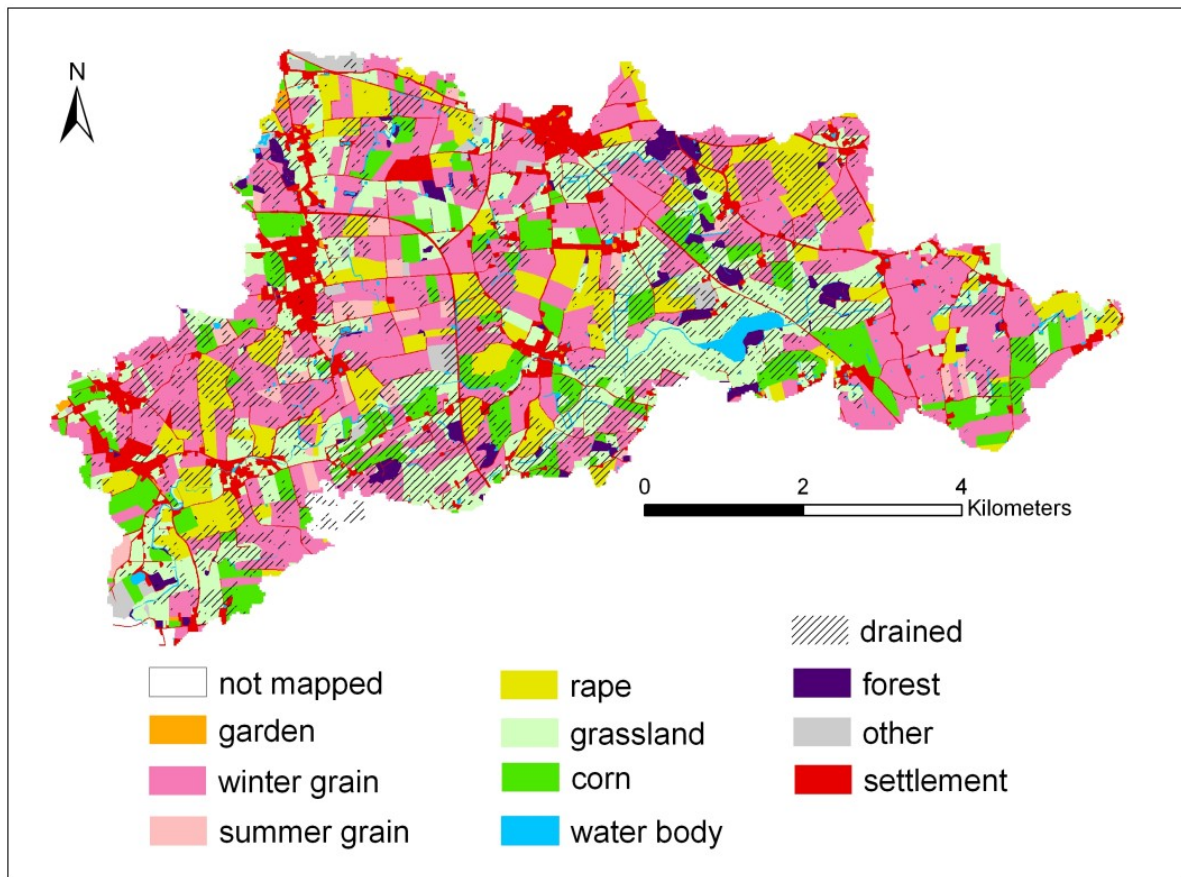 N
0 2 4
Kilometers
drained
not mapped
rape
forest
garden
grassland
other
winter grain
corn
settlement
summer grain
water body